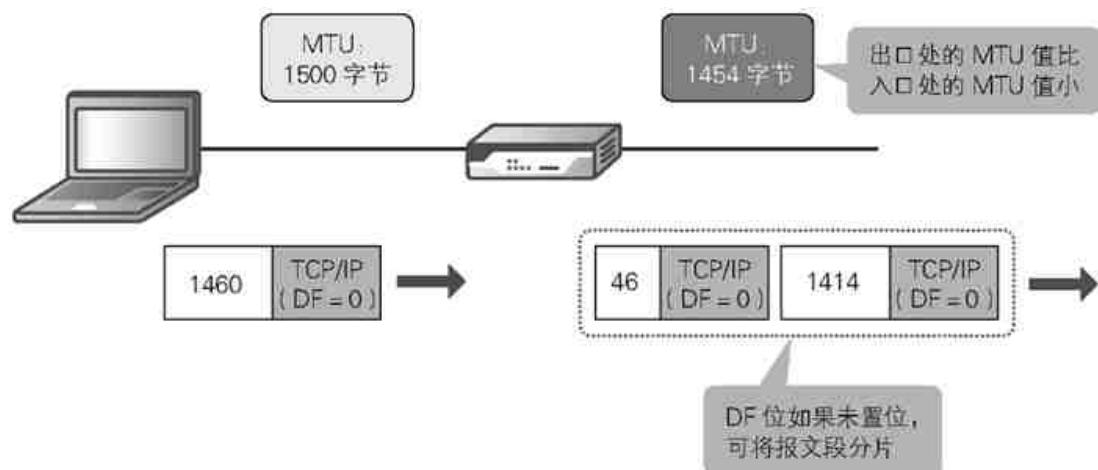 MTU:
1500 字节
MTU:
1454 字节
出口处的 MTU 值比
入口处的 MTU 值小
1460
TCP/IP
(DF = 0)
46
TCP/IP
(DF = 0)
1414
TCP/IP
(DF = 0)
DF 位如果未置位，
可将报文段分片